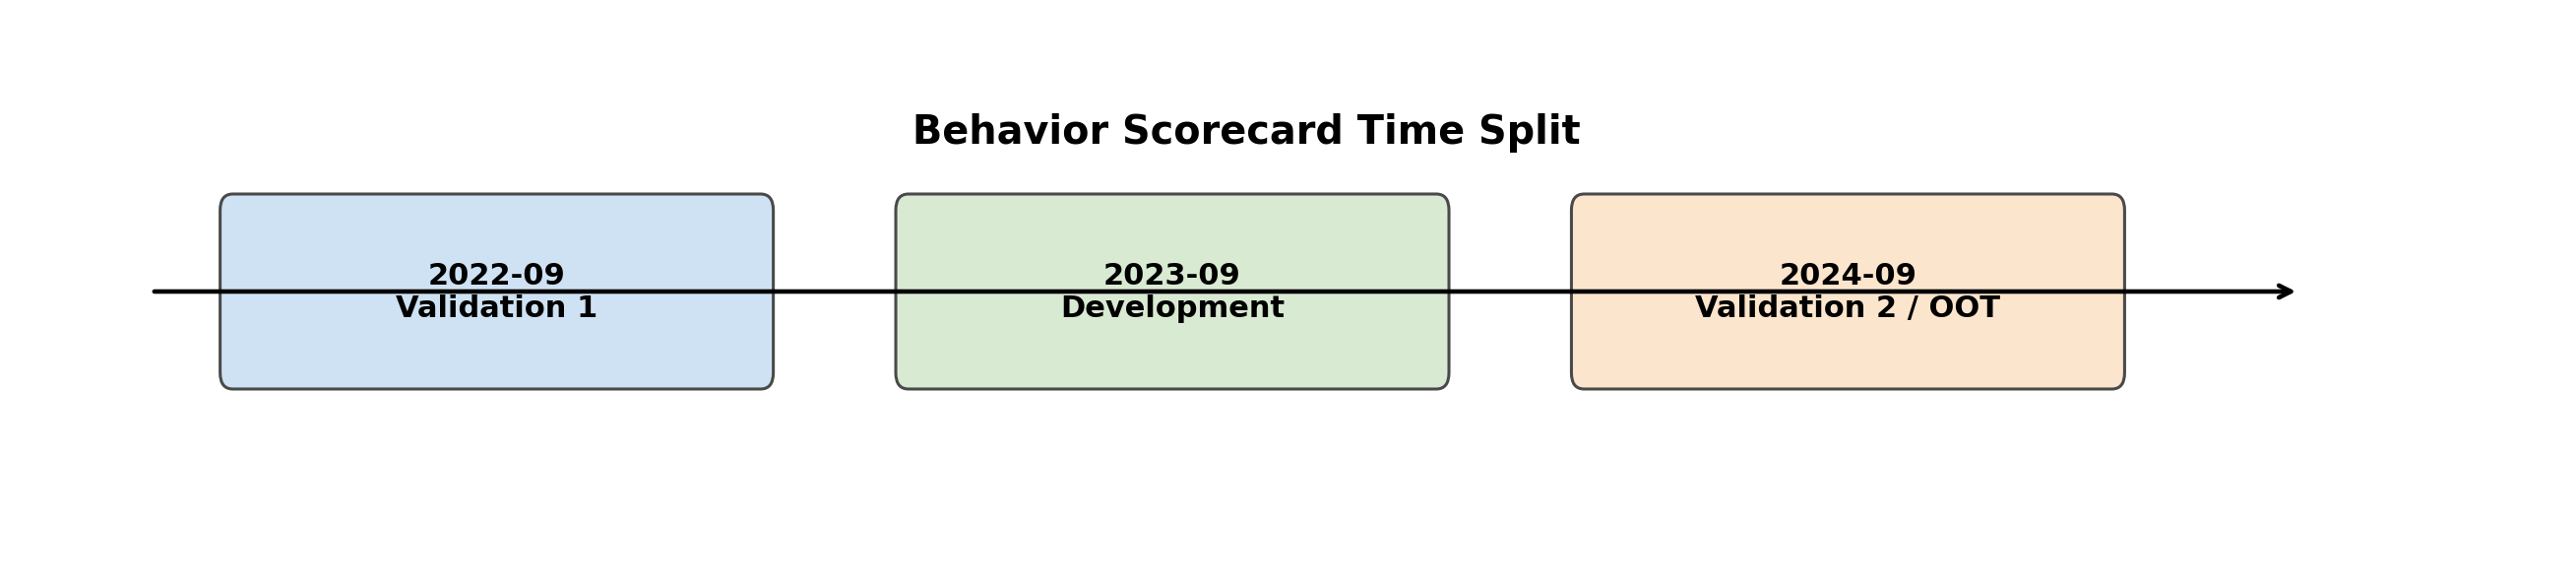 Behavior Scorecard Time Split
2022-09
Validation 1
2023-09
Development
2024-09
Validation 2 / OOT